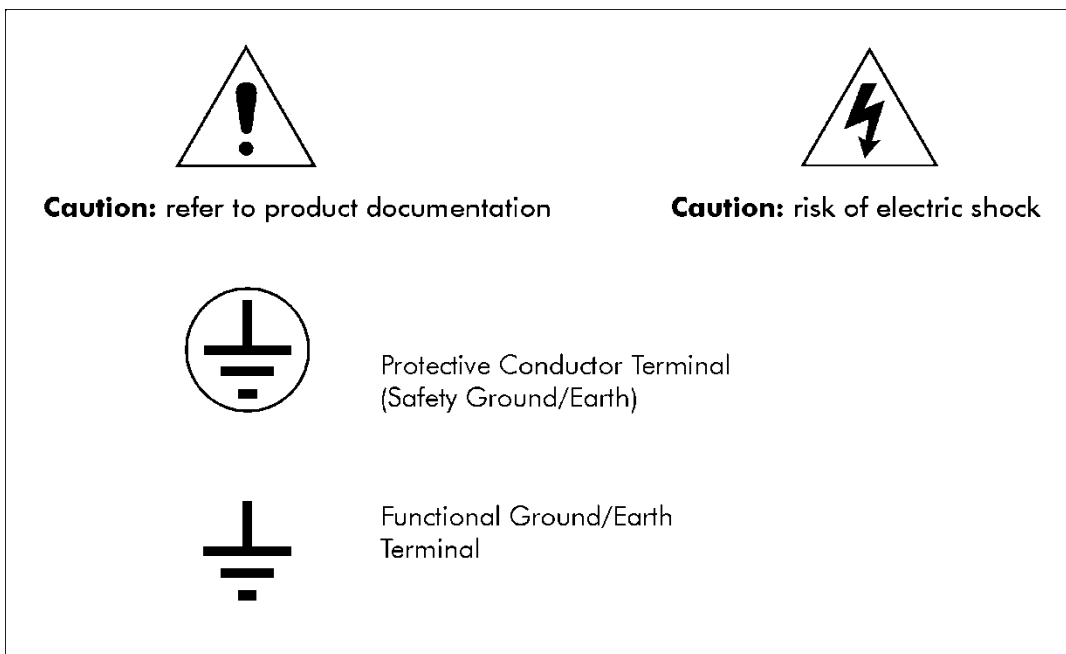 Caution: refer to product documentation
Caution: risk of electric shock
Protective Conductor Terminal
(Safety Ground/Earth)
Functional Ground/Earth
Terminal